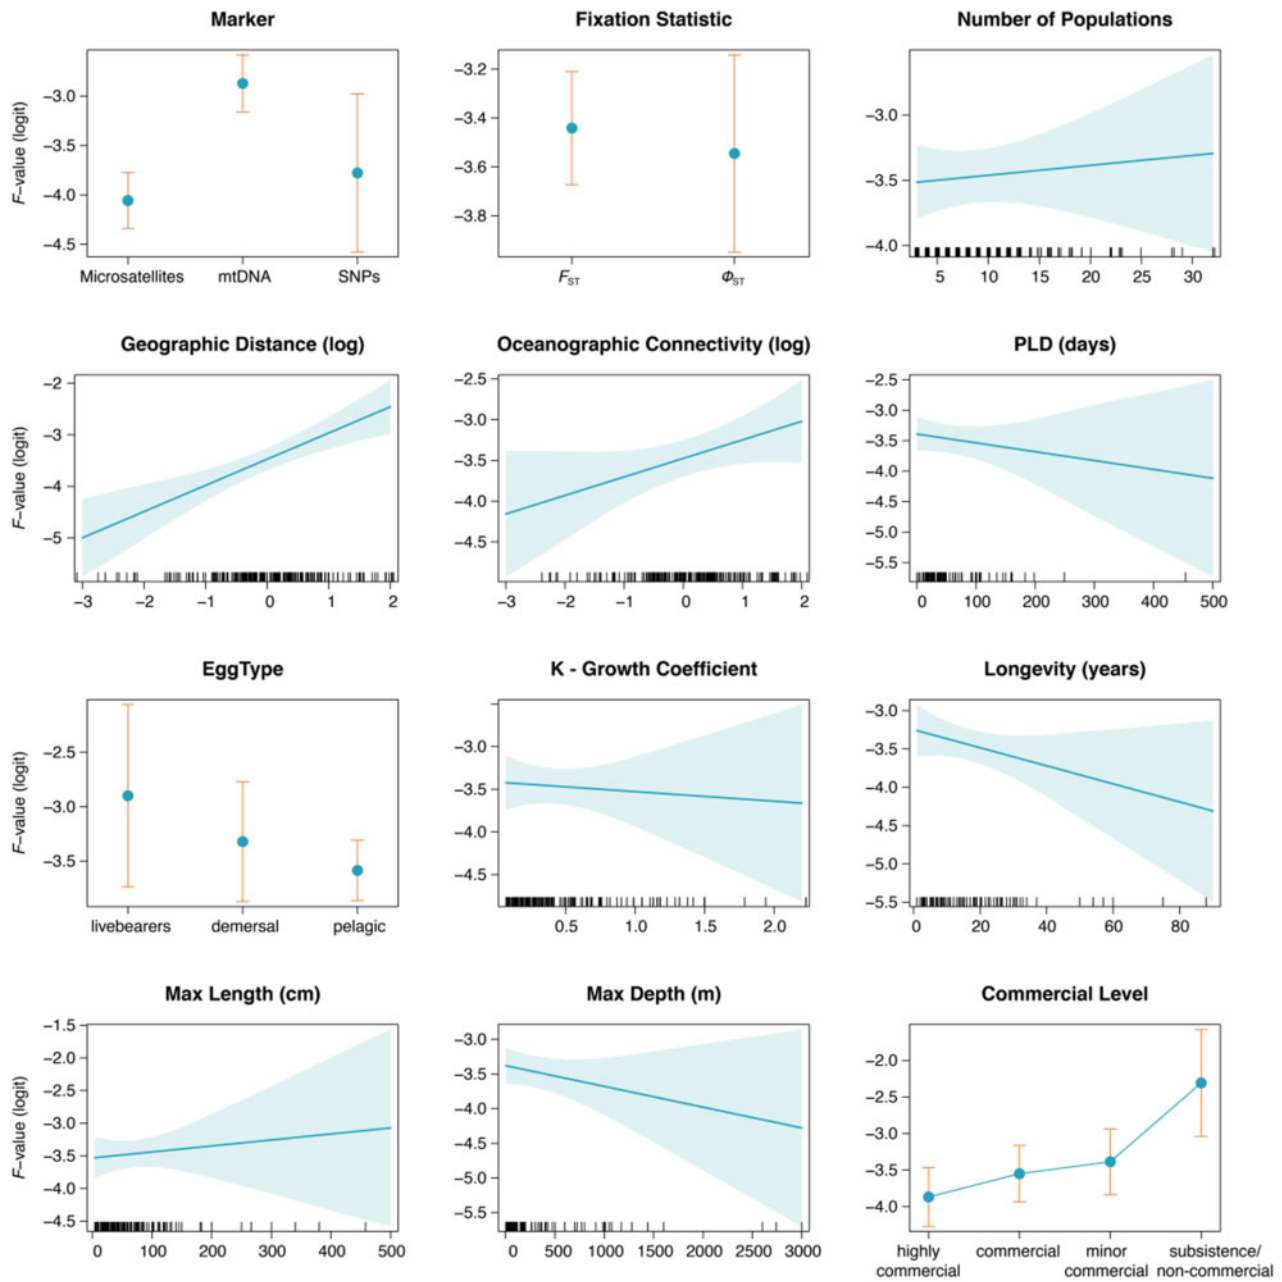 Marker
Fixation Statistic
Number of Populations
F-value (logit)
−3.0
−3.5
−4.0
−4.5
Microsatellites mtDNA SNPs
−3.2
−3.4
−3.6
−3.8
FST ΦST
−3.0
−3.5
−4.0
5 10 15 20 25 30
Geographic Distance (log)
Oceanographic Connectivity (log)
PLD (days)
F-value (logit)
−2
−3
−4
−5
−3 −2 −1 0 1 2
−2.5
−3.0
−3.5
−4.0
−4.5
−3 −2 −1 0 1 2
−2.5
−3.0
−3.5
−4.0
−4.5
−5.0
−5.5
0 100 200 300 400 500
EggType
K - Growth Coefficient
Longevity (years)
F-value (logit)
−2.5
−3.0
−3.5
livebearers demersal pelagic
−3.0
−3.5
−4.0
−4.5
0.5 1.0 1.5 2.0
−3.0
−3.5
−4.0
−4.5
−5.0
−5.5
0 20 40 60 80
Max Length (cm)
Max Depth (m)
Commercial Level
F-value (logit)
−1.5
−2.0
−2.5
−3.0
−3.5
−4.0
−4.5
0 100 200 300 400 500
−3.0
−3.5
−4.0
−4.5
−5.0
−5.5
0 500 1000 1500 2000 2500 3000
−2.0
−2.5
−3.0
−3.5
−4.0
highly
commercial
commercial
minor
commercial
subsistence/
non-commercial